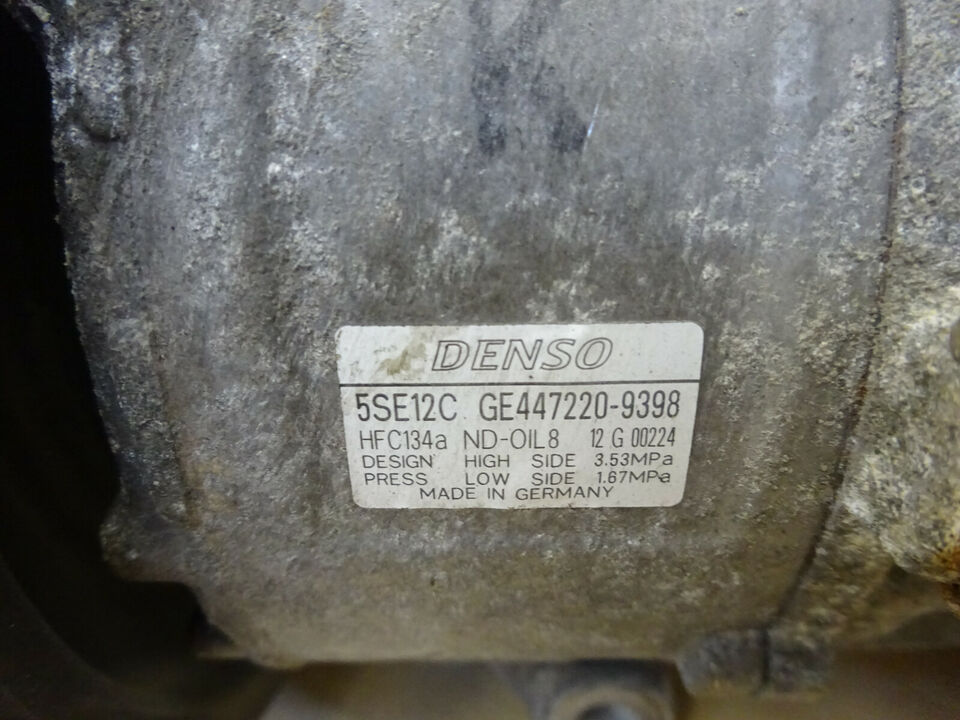 DENSO
5SE12C GE447220-9398
HFC134a ND-OIL8 12 G 00224
DESIGN HIGH SIDE 3.53MPa
PRESS LOW SIDE 1.67MPa
MADE IN GERMANY